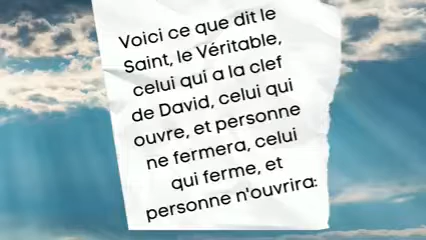 Voici ce que dit le
Saint, le Véritable,
celui qui a la clef
de David, celui qui
ouvre, et personne
ne fermera, celui
qui ferme, et
personne n'ouvrira: